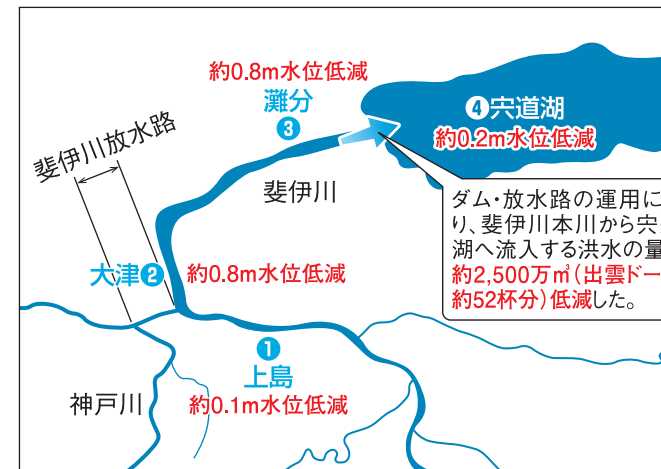 約0.8m水位低減
灘分
❸
❹宍道湖
約0.2m水位低減
斐伊川放水路
斐伊川
ダム・放水路の運用に
り、斐伊川本川から宍
湖へ流入する洪水の量
約2,500万㎥(出雲ドー
約52杯分)低減した。
大津❷
約0.8m水位低減
❶
上島
約0.1m水位低減
神戸川